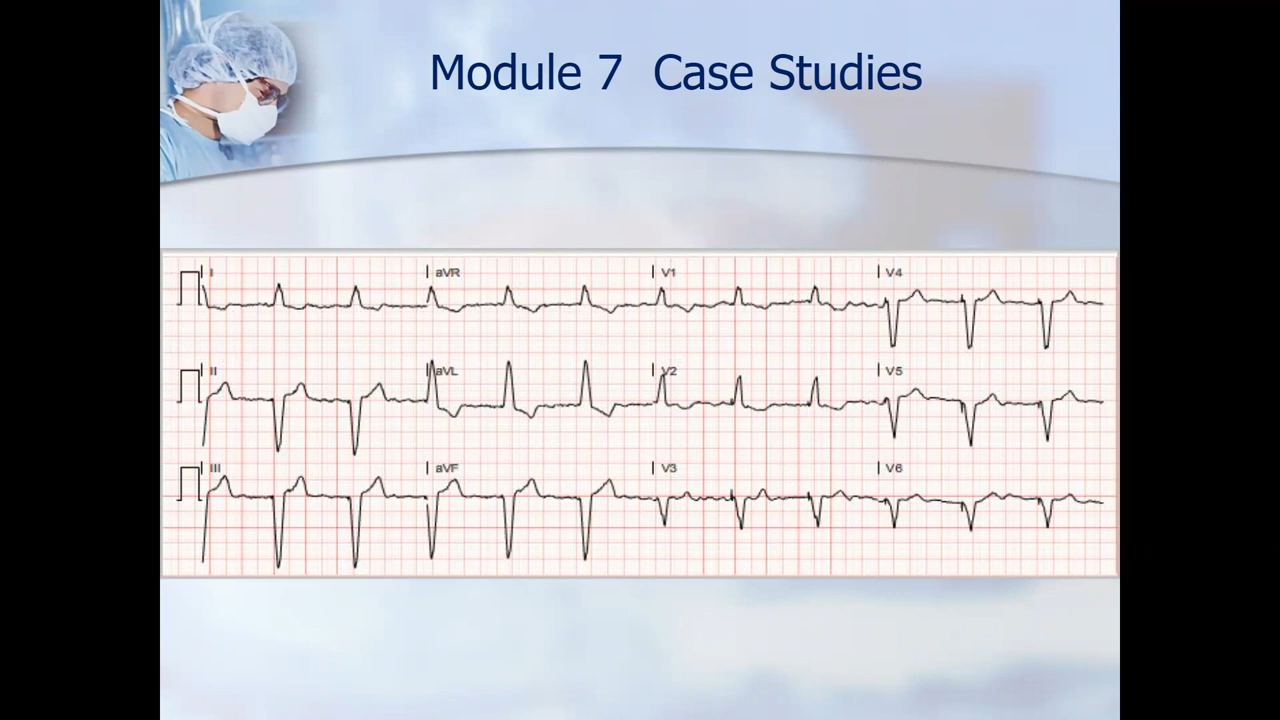 Module 7 Case Studies
I aVR V1 V4
II aVL V2 V5
III aVF V3 V6